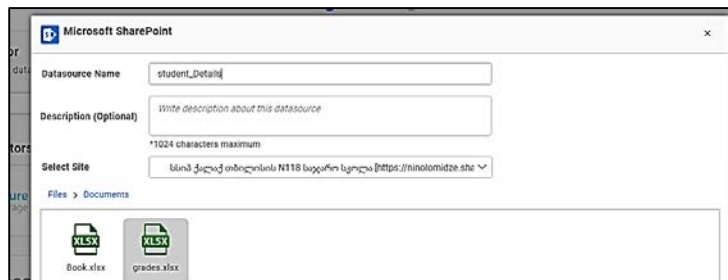 Microsoft SharePoint
Datasource Name
student_Details
Description (Optional)
Write description about this datasource
*1024 characters maximum
Select Site
სსიპ ქალაქ თბილისის N118 საჯარო სკოლა [https://ninolomidze.sha
Files > Documents
XLSX XLSX
Book.xlsx grades.xlsx